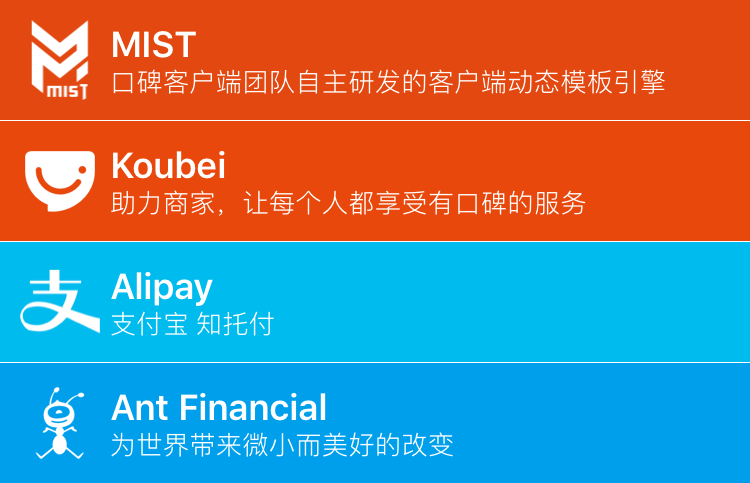 MIST
MIST
口碑客户端团队自主研发的客户端动态模板引擎
Koubei
助力商家，让每个人都享受有口碑的服务
支
Alipay
支付宝 知托付
Ant Financial
为世界带来微小而美好的改变